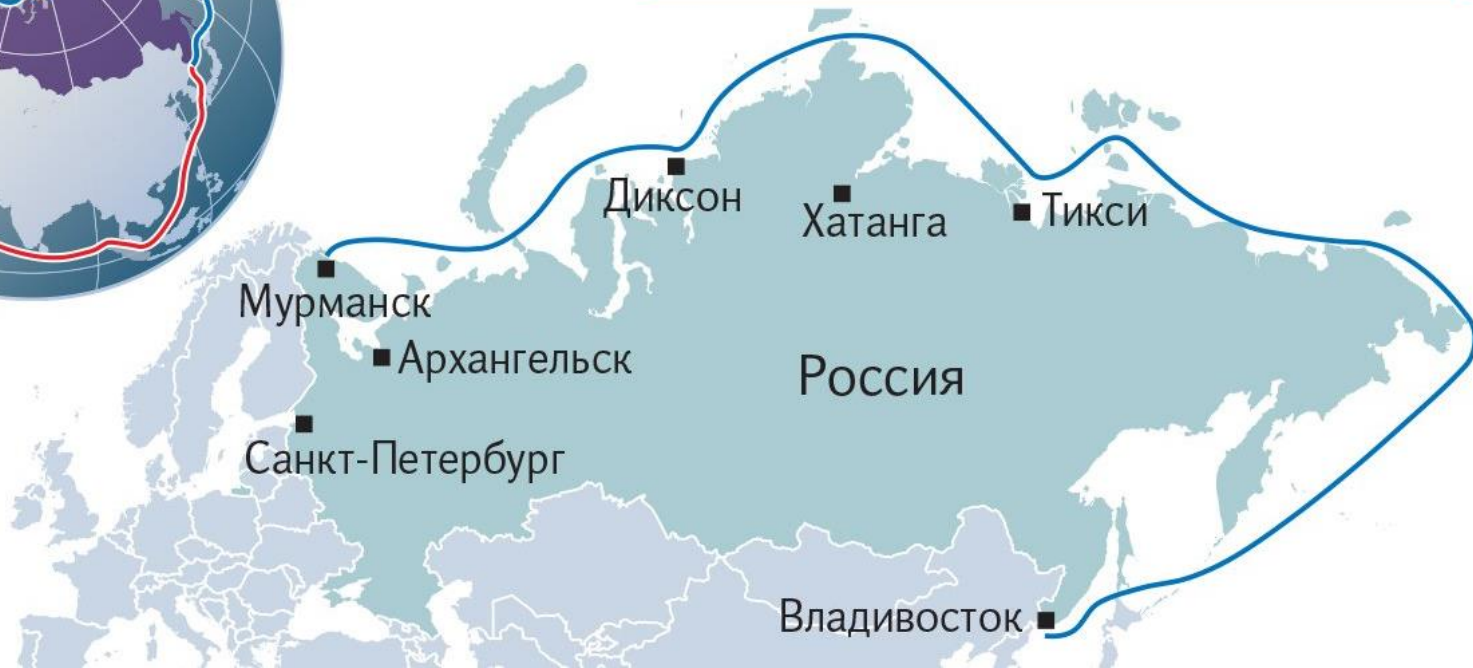 Диксон
Хатанга
Тикси
Мурманск
Архангельск
Россия
Санкт-Петербург
Владивосток